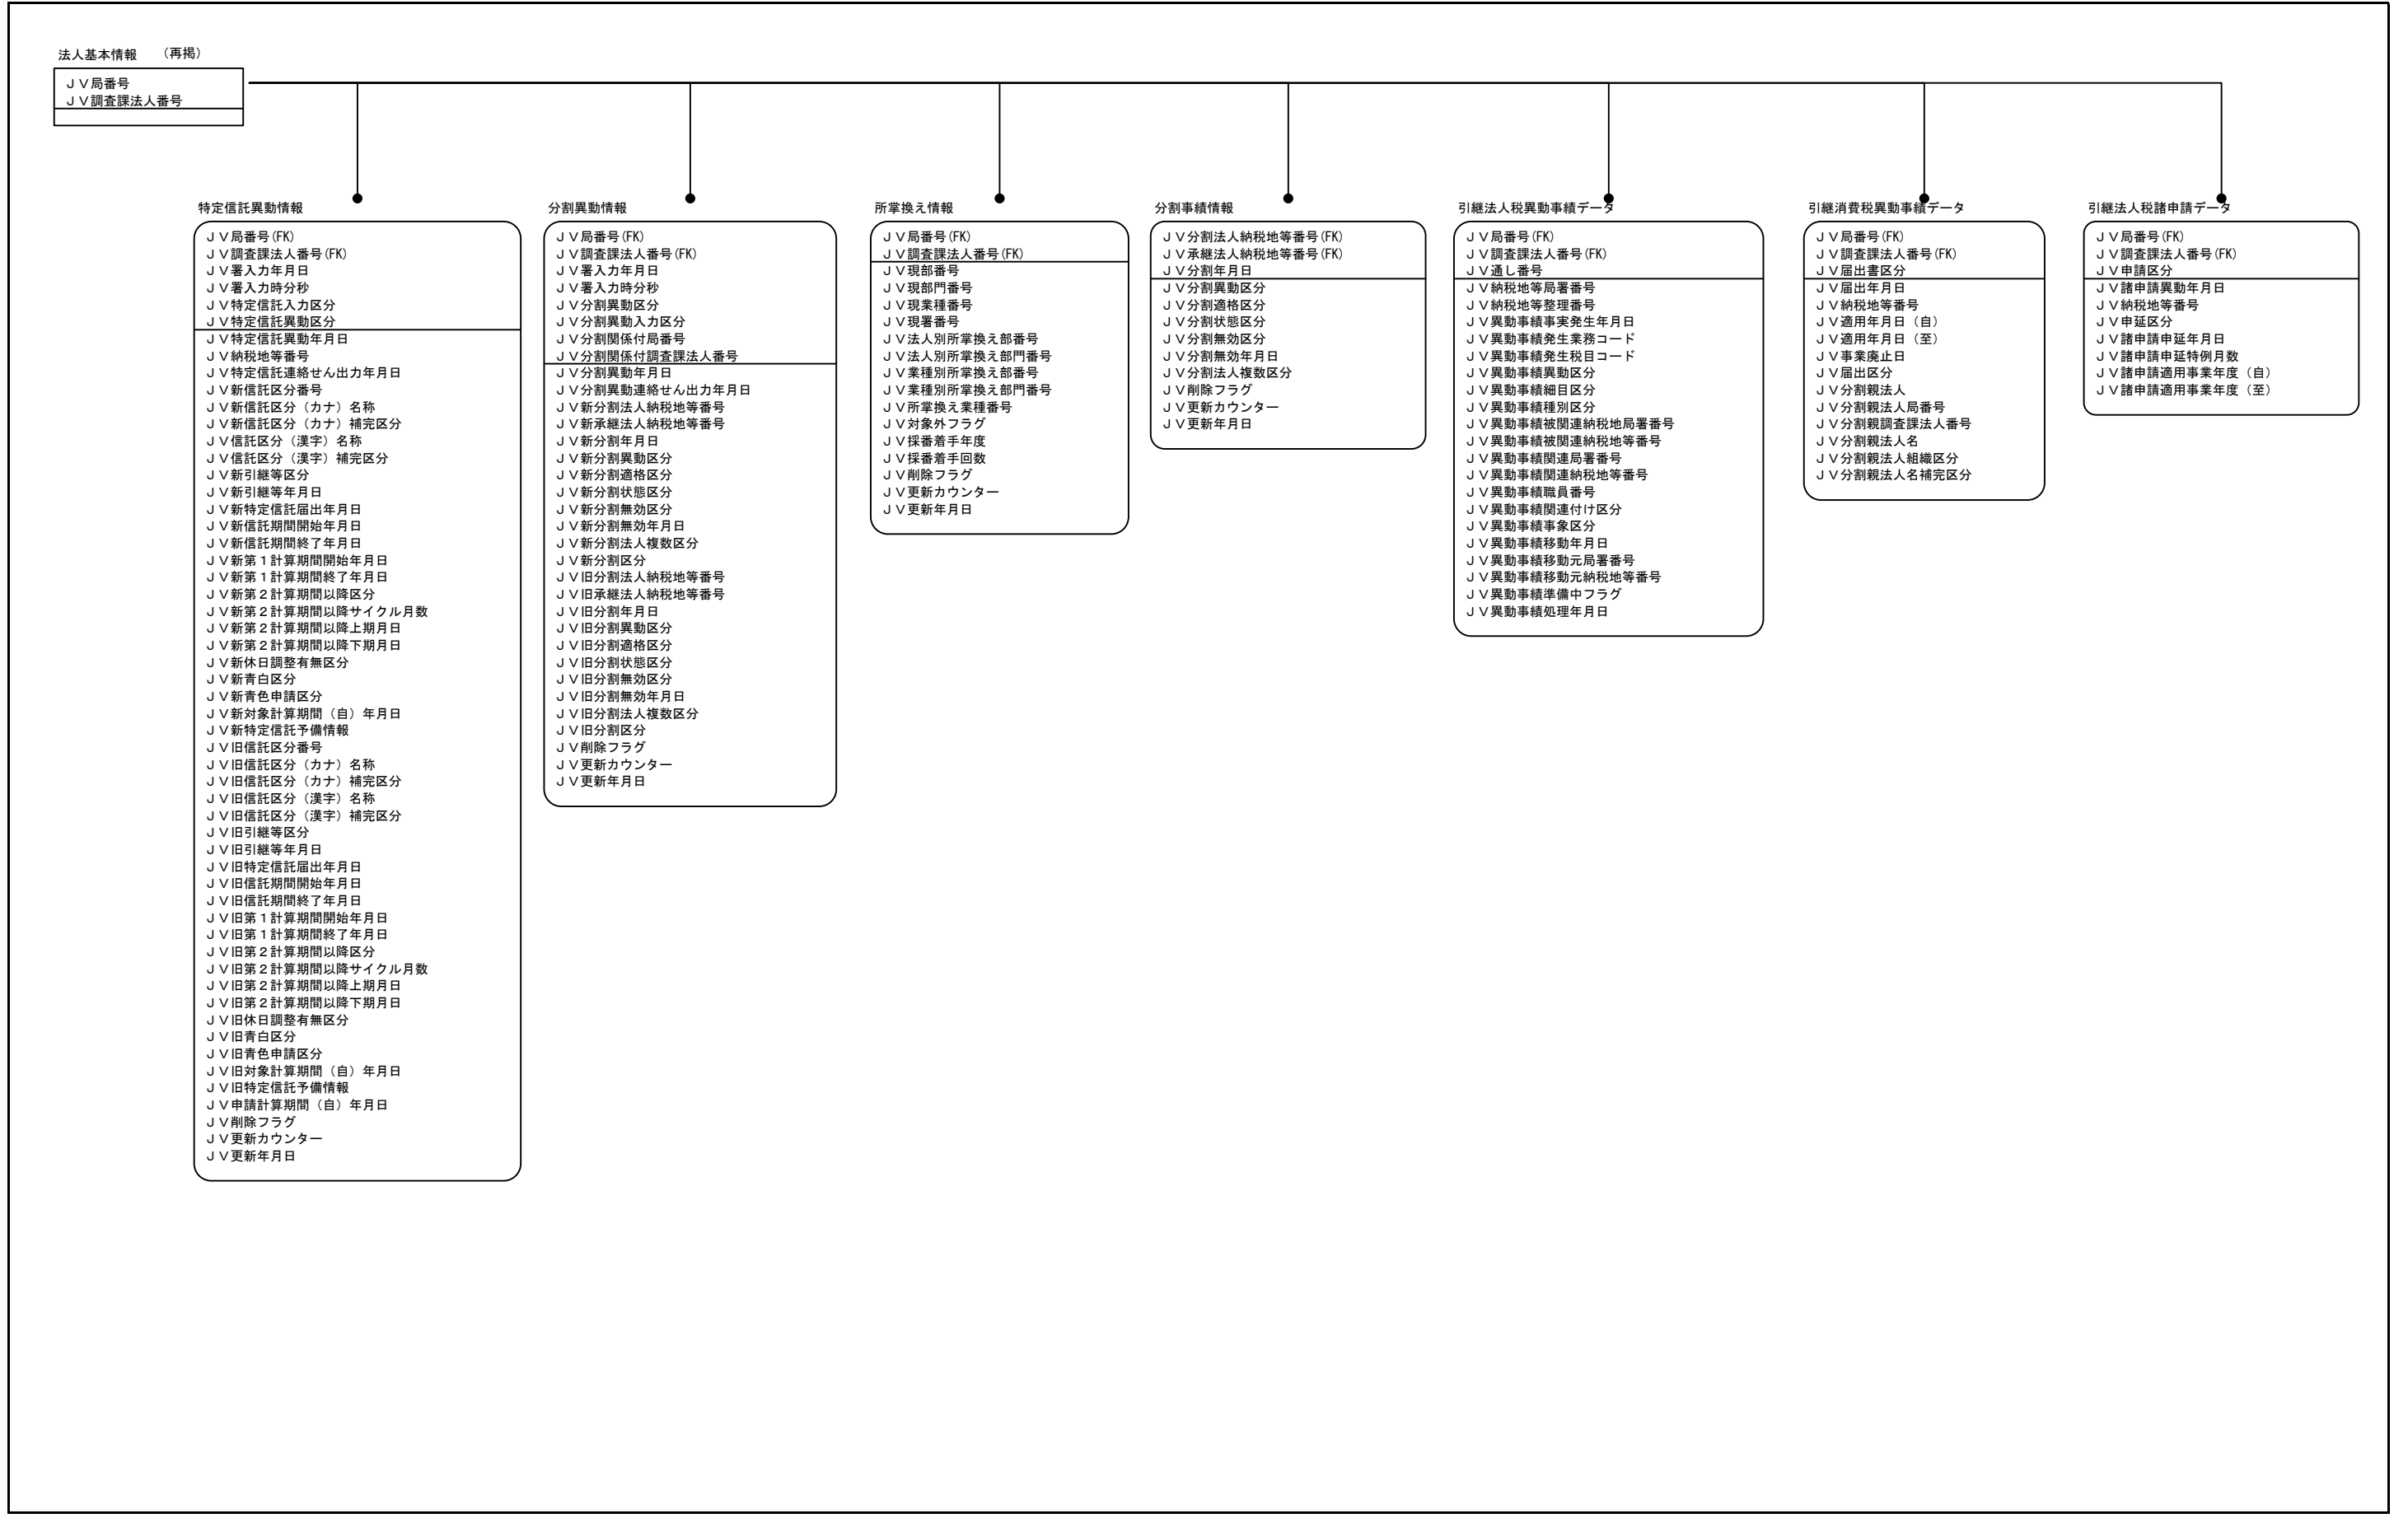 法人基本情報　（再掲）
ＪＶ局番号
ＪＶ調査課法人番号
特定信託異動情報
ＪＶ局番号(FK)
ＪＶ調査課法人番号(FK)
ＪＶ署入力年月日
ＪＶ署入力時分秒
ＪＶ特定信託入力区分
ＪＶ特定信託異動区分
ＪＶ特定信託異動年月日
ＪＶ納税地等番号
ＪＶ特定信託連絡せん出力年月日
ＪＶ新信託区分番号
ＪＶ新信託区分（カナ）名称
ＪＶ新信託区分（カナ）補完区分
ＪＶ信託区分（漢字）名称
ＪＶ信託区分（漢字）補完区分
ＪＶ新引継等区分
ＪＶ新引継等年月日
ＪＶ新特定信託届出年月日
ＪＶ新信託期間開始年月日
ＪＶ新信託期間終了年月日
ＪＶ新第１計算期間開始年月日
ＪＶ新第１計算期間終了年月日
ＪＶ新第２計算期間以降区分
ＪＶ新第２計算期間以降サイクル月数
ＪＶ新第２計算期間以降上期月日
ＪＶ新第２計算期間以降下期月日
ＪＶ新休日調整有無区分
ＪＶ新青白区分
ＪＶ新青色申請区分
ＪＶ新対象計算期間（自）年月日
ＪＶ新特定信託予備情報
ＪＶ旧信託区分番号
ＪＶ旧信託区分（カナ）名称
ＪＶ旧信託区分（カナ）補完区分
ＪＶ旧信託区分（漢字）名称
ＪＶ旧信託区分（漢字）補完区分
ＪＶ旧引継等区分
ＪＶ旧引継等年月日
ＪＶ旧特定信託届出年月日
ＪＶ旧信託期間開始年月日
ＪＶ旧信託期間終了年月日
ＪＶ旧第１計算期間開始年月日
ＪＶ旧第１計算期間終了年月日
ＪＶ旧第２計算期間以降区分
ＪＶ旧第２計算期間以降サイクル月数
ＪＶ旧第２計算期間以降上期月日
ＪＶ旧第２計算期間以降下期月日
ＪＶ旧休日調整有無区分
ＪＶ旧青白区分
ＪＶ旧青色申請区分
ＪＶ旧対象計算期間（自）年月日
ＪＶ旧特定信託予備情報
ＪＶ申請計算期間（自）年月日
ＪＶ削除フラグ
ＪＶ更新カウンター
ＪＶ更新年月日
分割異動情報
ＪＶ局番号(FK)
ＪＶ調査課法人番号(FK)
ＪＶ署入力年月日
ＪＶ署入力時分秒
ＪＶ分割異動区分
ＪＶ分割異動入力区分
ＪＶ分割関係付局番号
ＪＶ分割関係付調査課法人番号
ＪＶ分割異動年月日
ＪＶ分割異動連絡せん出力年月日
ＪＶ新分割法人納税地等番号
ＪＶ新承継法人納税地等番号
ＪＶ新分割年月日
ＪＶ新分割異動区分
ＪＶ新分割適格区分
ＪＶ新分割状態区分
ＪＶ新分割無効区分
ＪＶ新分割無効年月日
ＪＶ新分割法人複数区分
ＪＶ新分割区分
ＪＶ旧分割法人納税地等番号
ＪＶ旧承継法人納税地等番号
ＪＶ旧分割年月日
ＪＶ旧分割異動区分
ＪＶ旧分割適格区分
ＪＶ旧分割状態区分
ＪＶ旧分割無効区分
ＪＶ旧分割無効年月日
ＪＶ旧分割法人複数区分
ＪＶ旧分割区分
ＪＶ削除フラグ
ＪＶ更新カウンター
ＪＶ更新年月日
所掌換え情報
ＪＶ局番号(FK)
ＪＶ調査課法人番号(FK)
ＪＶ現部番号
ＪＶ現部門番号
ＪＶ現業種番号
ＪＶ現署番号
ＪＶ法人別所掌換え部番号
ＪＶ法人別所掌換え部門番号
ＪＶ業種別所掌換え部番号
ＪＶ業種別所掌換え部門番号
ＪＶ所掌換え業種番号
ＪＶ対象外フラグ
ＪＶ採番着手年度
ＪＶ採番着手回数
ＪＶ削除フラグ
ＪＶ更新カウンター
ＪＶ更新年月日
分割事績情報
ＪＶ分割法人納税地等番号(FK)
ＪＶ承継法人納税地等番号(FK)
ＪＶ分割年月日
ＪＶ分割異動区分
ＪＶ分割適格区分
ＪＶ分割状態区分
ＪＶ分割無効区分
ＪＶ分割無効年月日
ＪＶ分割法人複数区分
ＪＶ削除フラグ
ＪＶ更新カウンター
ＪＶ更新年月日
引継法人税異動事績データ
ＪＶ局番号(FK)
ＪＶ調査課法人番号(FK)
ＪＶ通し番号
ＪＶ納税地等局署番号
ＪＶ納税地等整理番号
ＪＶ異動事績事実発生年月日
ＪＶ異動事績発生業務コード
ＪＶ異動事績発生税目コード
ＪＶ異動事績異動区分
ＪＶ異動事績細目区分
ＪＶ異動事績種別区分
ＪＶ異動事績被関連納税地局署番号
ＪＶ異動事績被関連納税地等番号
ＪＶ異動事績関連局署番号
ＪＶ異動事績関連納税地等番号
ＪＶ異動事績職員番号
ＪＶ異動事績関連付け区分
ＪＶ異動事績事象区分
ＪＶ異動事績移動年月日
ＪＶ異動事績移動元局署番号
ＪＶ異動事績移動元納税地等番号
ＪＶ異動事績準備中フラグ
ＪＶ異動事績処理年月日
引継消費税異動事績データ
ＪＶ局番号(FK)
ＪＶ調査課法人番号(FK)
ＪＶ届出書区分
ＪＶ届出年月日
ＪＶ納税地等番号
ＪＶ適用年月日（自）
ＪＶ適用年月日（至）
ＪＶ事業廃止日
ＪＶ届出区分
ＪＶ分割親法人
ＪＶ分割親法人局番号
ＪＶ分割親調査課法人番号
ＪＶ分割親法人名
ＪＶ分割親法人組織区分
ＪＶ分割親法人名補完区分
引継法人税諸申請データ
ＪＶ局番号(FK)
ＪＶ調査課法人番号(FK)
ＪＶ申請区分
ＪＶ諸申請異動年月日
ＪＶ納税地等番号
ＪＶ申延区分
ＪＶ諸申請申延年月日
ＪＶ諸申請申延特例月数
ＪＶ諸申請適用事業年度（自）
ＪＶ諸申請適用事業年度（至）